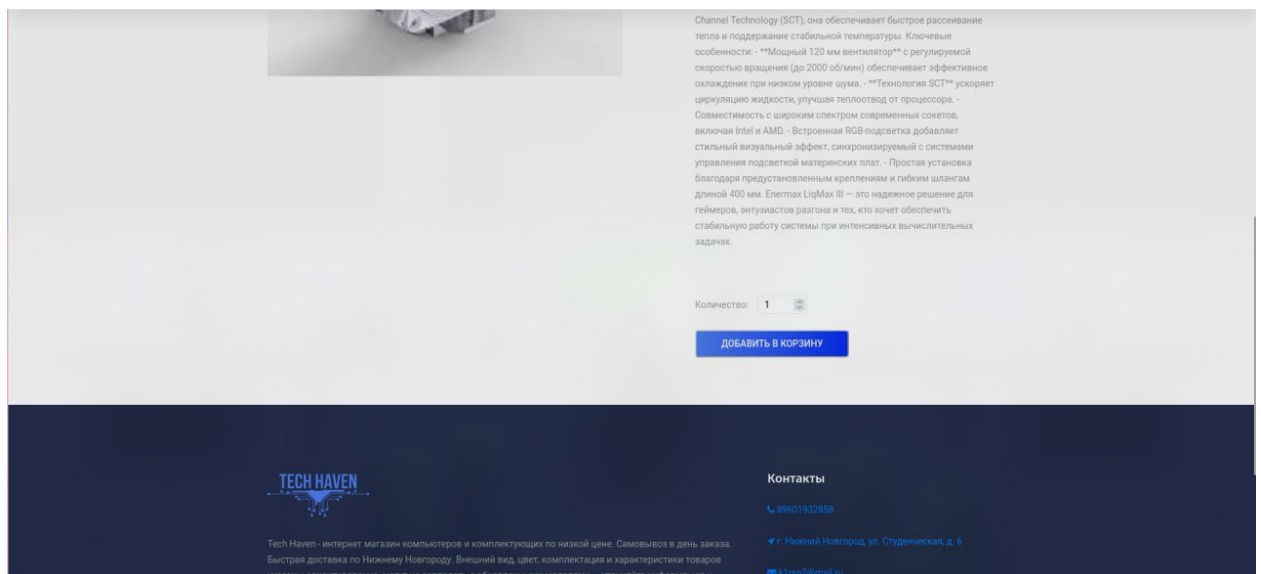 Channel Technology (SCT), она обеспечивает быстрое рассеивание
тепла и поддержание стабильной температуры. Ключевые
особенности: - **Мощный 120 мм вентилятор** с регулируемой
скоростью вращения (до 2000 об/мин) обеспечивает эффективное
охлаждение при низком уровне шума. - **Технология SCT** ускоряет
циркуляцию жидкости, улучшая теплоотвод от процессора. -
Совместимость с широким спектром современных сокетов,
включая Intel и AMD. - Встроенная RGB-подсветка добавляет
стильный визуальный эффект, синхронизируемый с системами
управления подсветкой материнских плат. - Простая установка
благодаря предустановленным креплениям и гибким шлангам
длиной 400 мм. Enermax LiqMax III — это надежное решение для
геймеров, энтузиастов разгона и тех, кто хочет обеспечить
стабильную работу системы при интенсивных вычислительных
задачах.
Количество: 1
ДОБАВИТЬ В КОРЗИНУ
TECH HAVEN
Tech Haven - интернет магазин компьютеров и комплектующих по низкой цене. Самовывоз в день заказа.
Быстрая доставка по Нижнему Новгороду. Внешний вид, цвет, комплектация и характеристики товаров
Контакты
89601932858
г. Нижний Новгород, ул. Студенческая, д. 6